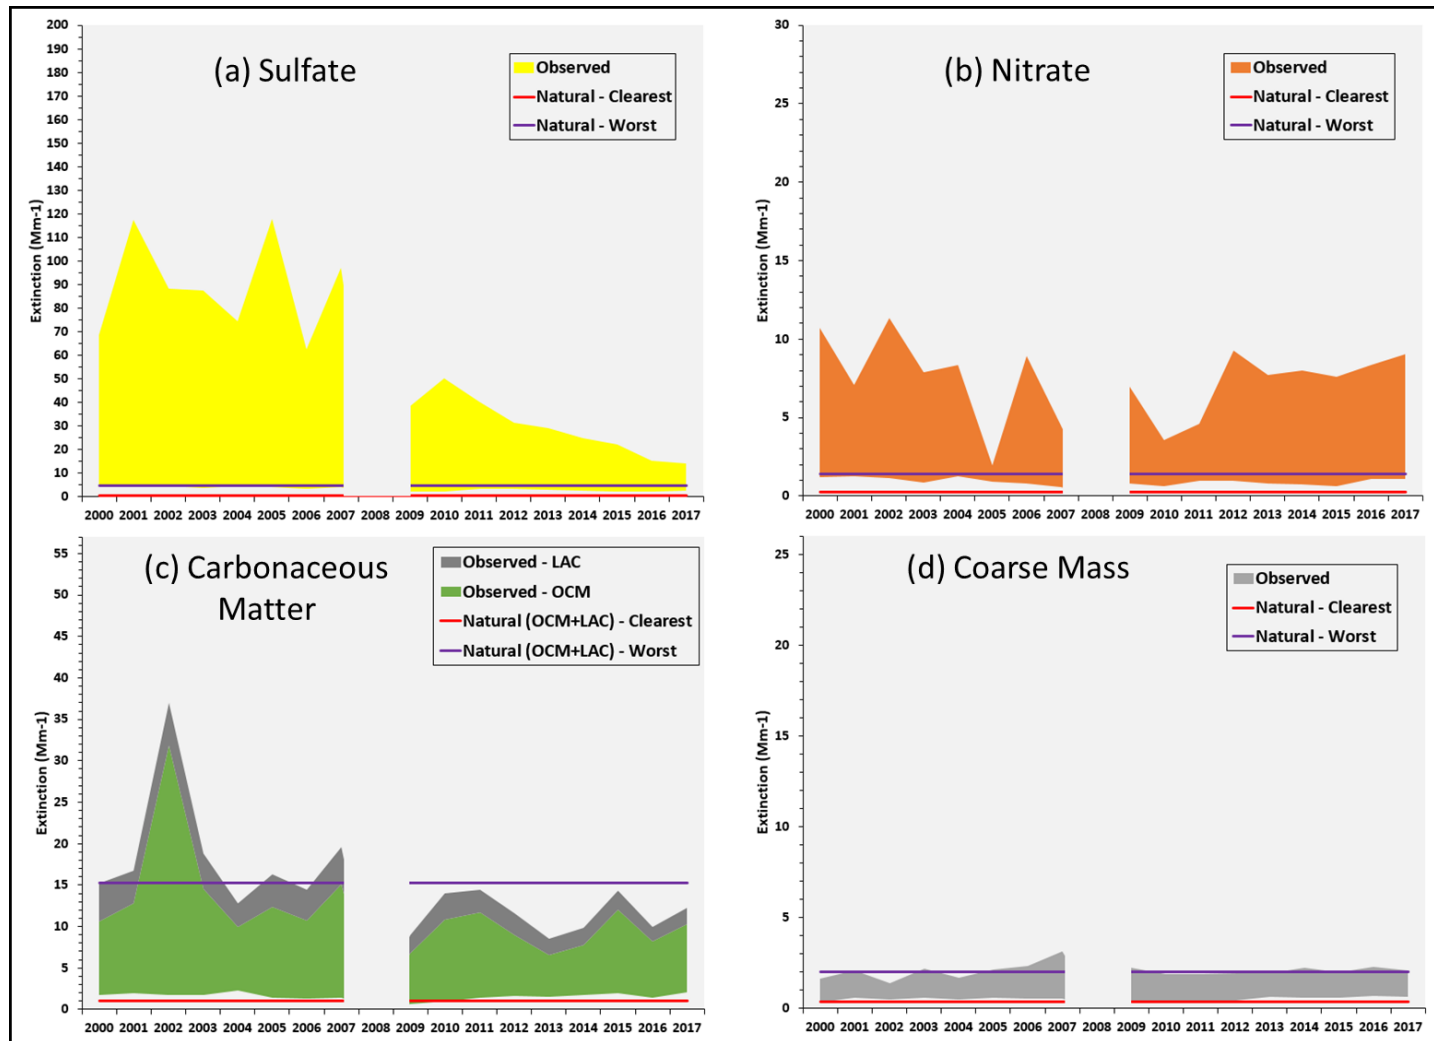 (a) Sulfate
Observed
Natural - Clearest
Natural - Worst
Extinction (Mm-1)
200
190
180
170
160
150
140
130
120
110
100
90
80
70
60
50
40
30
20
10
0
2000 2001 2002 2003 2004 2005 2006 2007 2008 2009 2010 2011 2012 2013 2014 2015 2016 2017
(b) Nitrate
Observed
Natural - Clearest
Natural - Worst
Extinction (Mm-1)
30
25
20
15
10
5
0
2000 2001 2002 2003 2004 2005 2006 2007 2008 2009 2010 2011 2012 2013 2014 2015 2016 2017
(c) Carbonaceous
Matter
Observed - LAC
Observed - OCM
Natural (OCM+LAC) - Clearest
Natural (OCM+LAC) - Worst
Extinction (Mm-1)
55
50
45
40
35
30
25
20
15
10
5
0
2000 2001 2002 2003 2004 2005 2006 2007 2008 2009 2010 2011 2012 2013 2014 2015 2016 2017
(d) Coarse Mass
Observed
Natural - Clearest
Natural - Worst
Extinction (Mm-1)
25
20
15
10
5
0
2000 2001 2002 2003 2004 2005 2006 2007 2008 2009 2010 2011 2012 2013 2014 2015 2016 2017